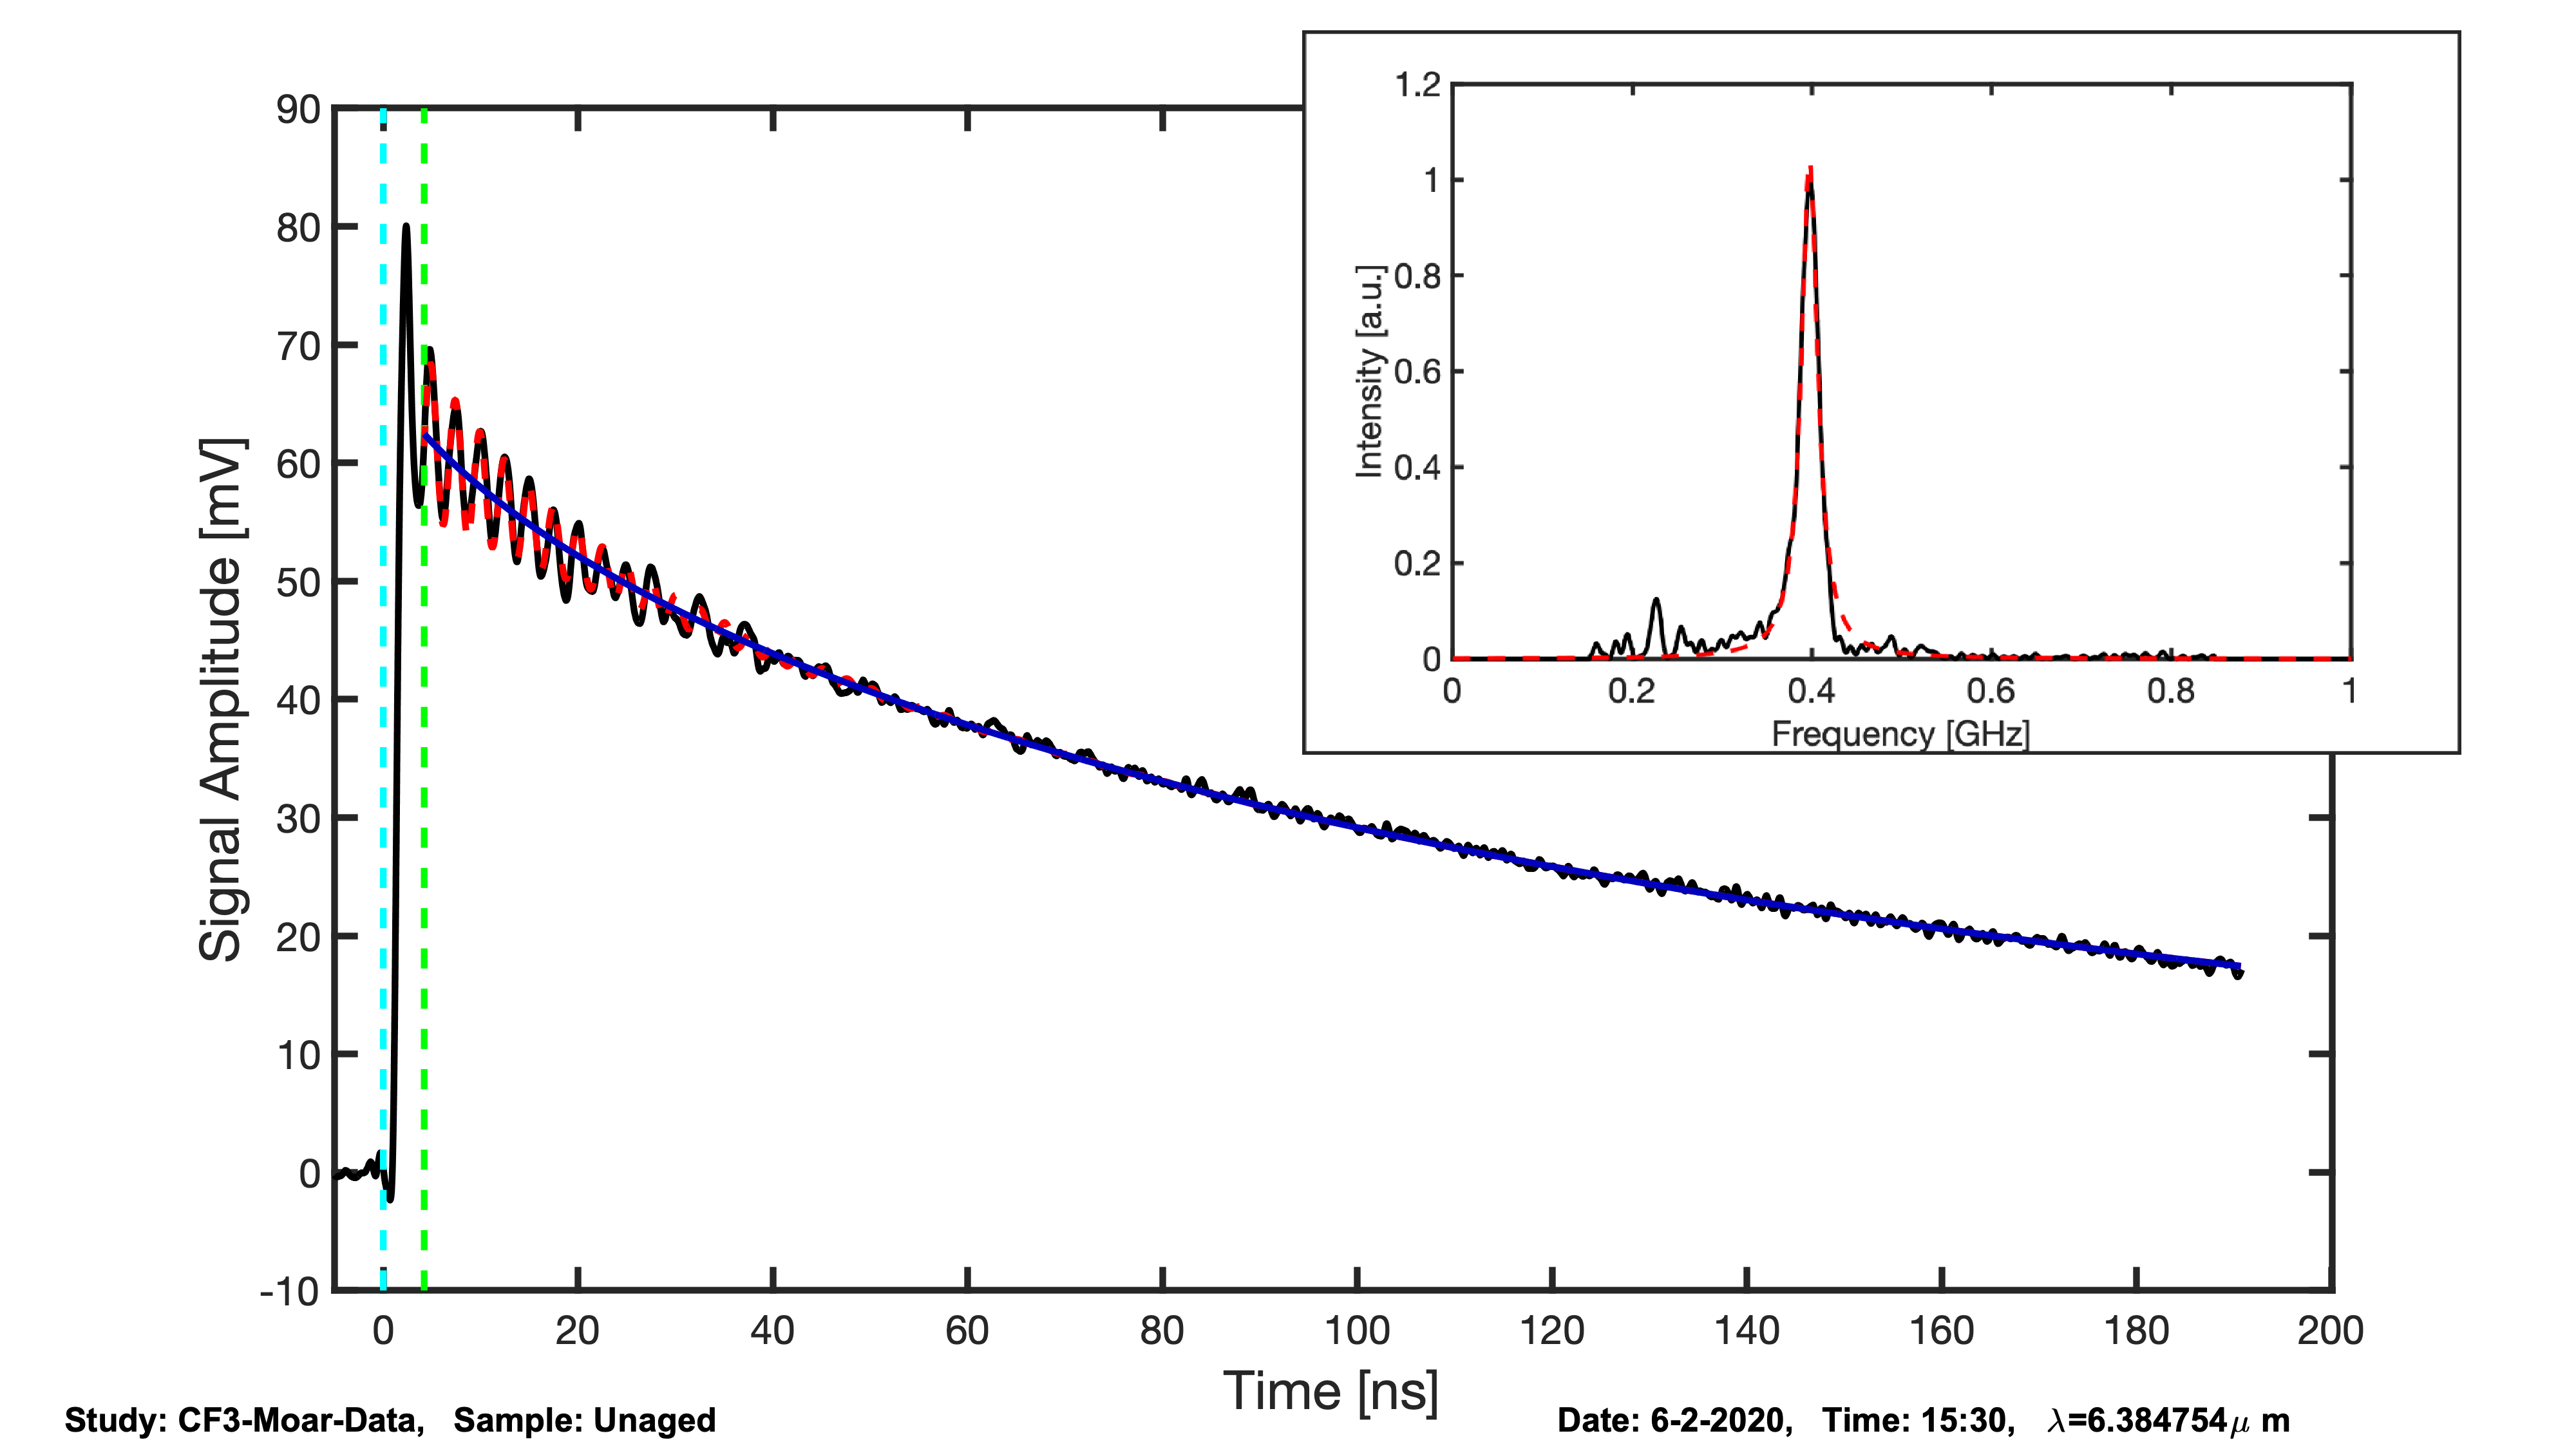 90
80
70
60
50
40
30
20
10
0
-10
Signal Amplitude [mV]
0 20 40 60 80 100 120 140 160 180 200
Time [ns]
1.2
1
0.8
0.6
0.4
0.2
0
Intensity [a.u.]
0 0.2 0.4 0.6 0.8 1
Frequency [GHz]
Study: CF3-Moar-Data, Sample: Unaged
Date: 6-2-2020, Time: 15:30, λ=6.384754μ m